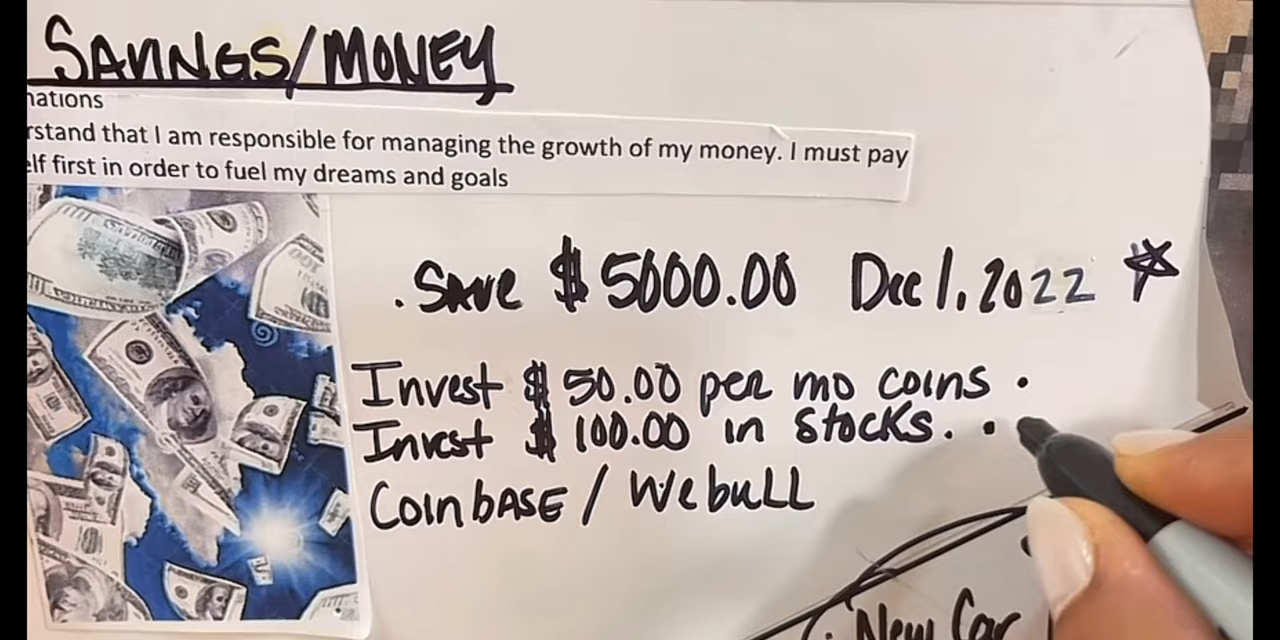 SAVINGS/MONEY
nations
rstand that I am responsible for managing the growth of my money. I must pay
elf first in order to fuel my dreams and goals
. Save $5000.00 Dec 1, 2022
Invest $50.00 per mo coins .
Invest $100.00 in stocks. .
Coinbase / Webull
New Car